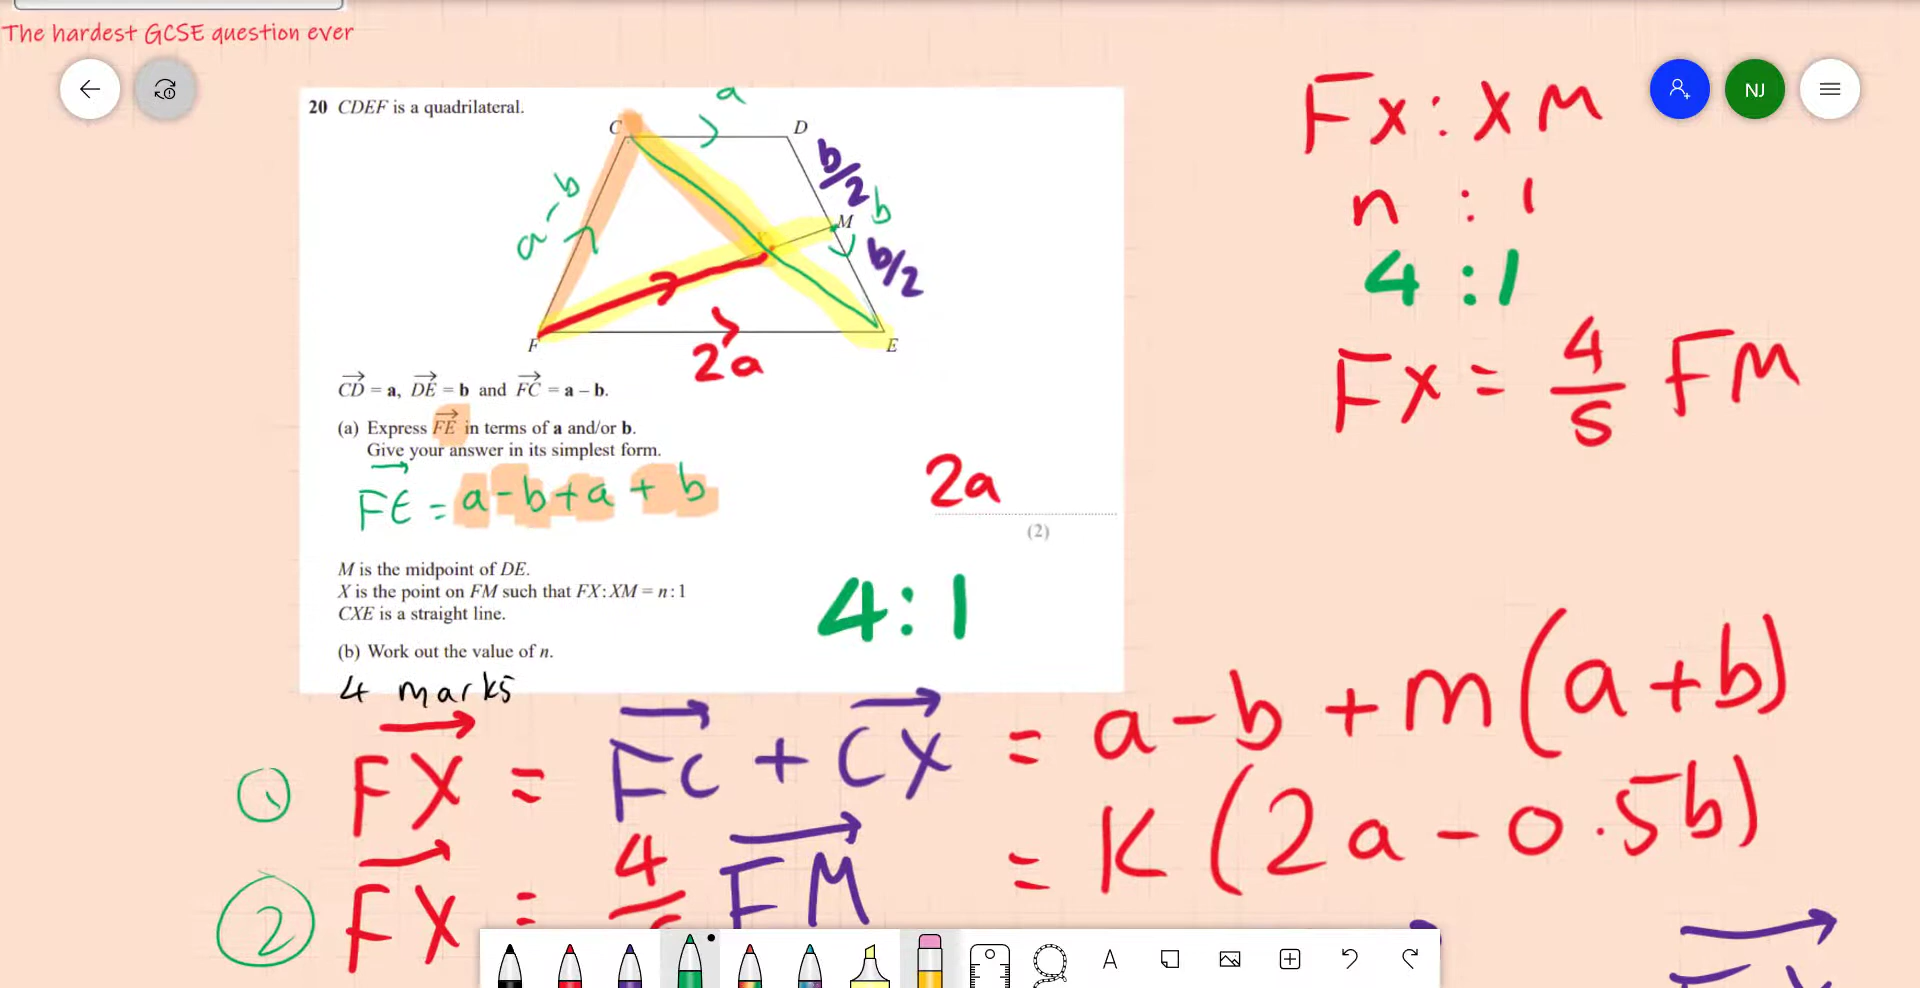 The hardest GCSE question ever
NJ
20 CDEF is a quadrilateral.
a
C
D
b/2
a - b
M
b
b/2
F
2a
E
CD = a, DE = b and FC = a – b.
(a) Express FE in terms of a and/or b.
Give your answer in its simplest form.
FE = a - b + a + b
2a
(2)
M is the midpoint of DE.
X is the point on FM such that FX : XM = n : 1
CXE is a straight line.
4 : 1
(b) Work out the value of n.
4 marks
Fx : XM
n : 1
4 : 1
FX = 4/5 FM
1 FX = FC + CX = a - b + m(a + b)
2 FX = 4 FM = K(2a - 0.5b)
A